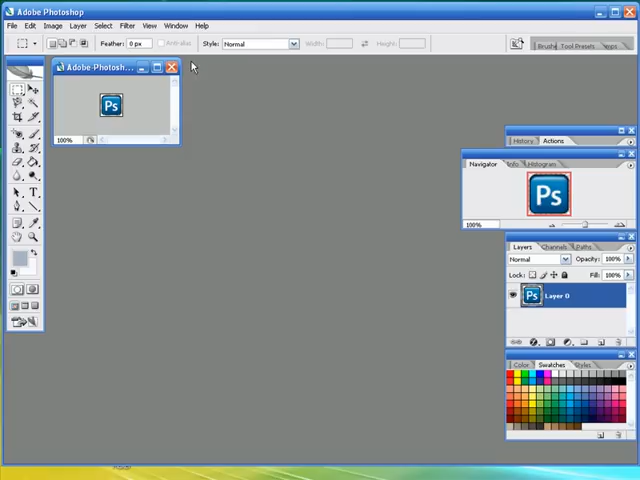 Adobe Photoshop
File Edit Image Layer Select Filter View Window Help
Feather: 0 px Anti-alias Style: Normal Width: Height: Brushes Tool Presets
Adobe-Photosh...
Ps
100%
History Actions
Navigator Info Histogram
Ps
100%
Layers Channels Paths
Normal Opacity: 100%
Lock: Fill: 100%
Ps Layer 0
Color Swatches Styles